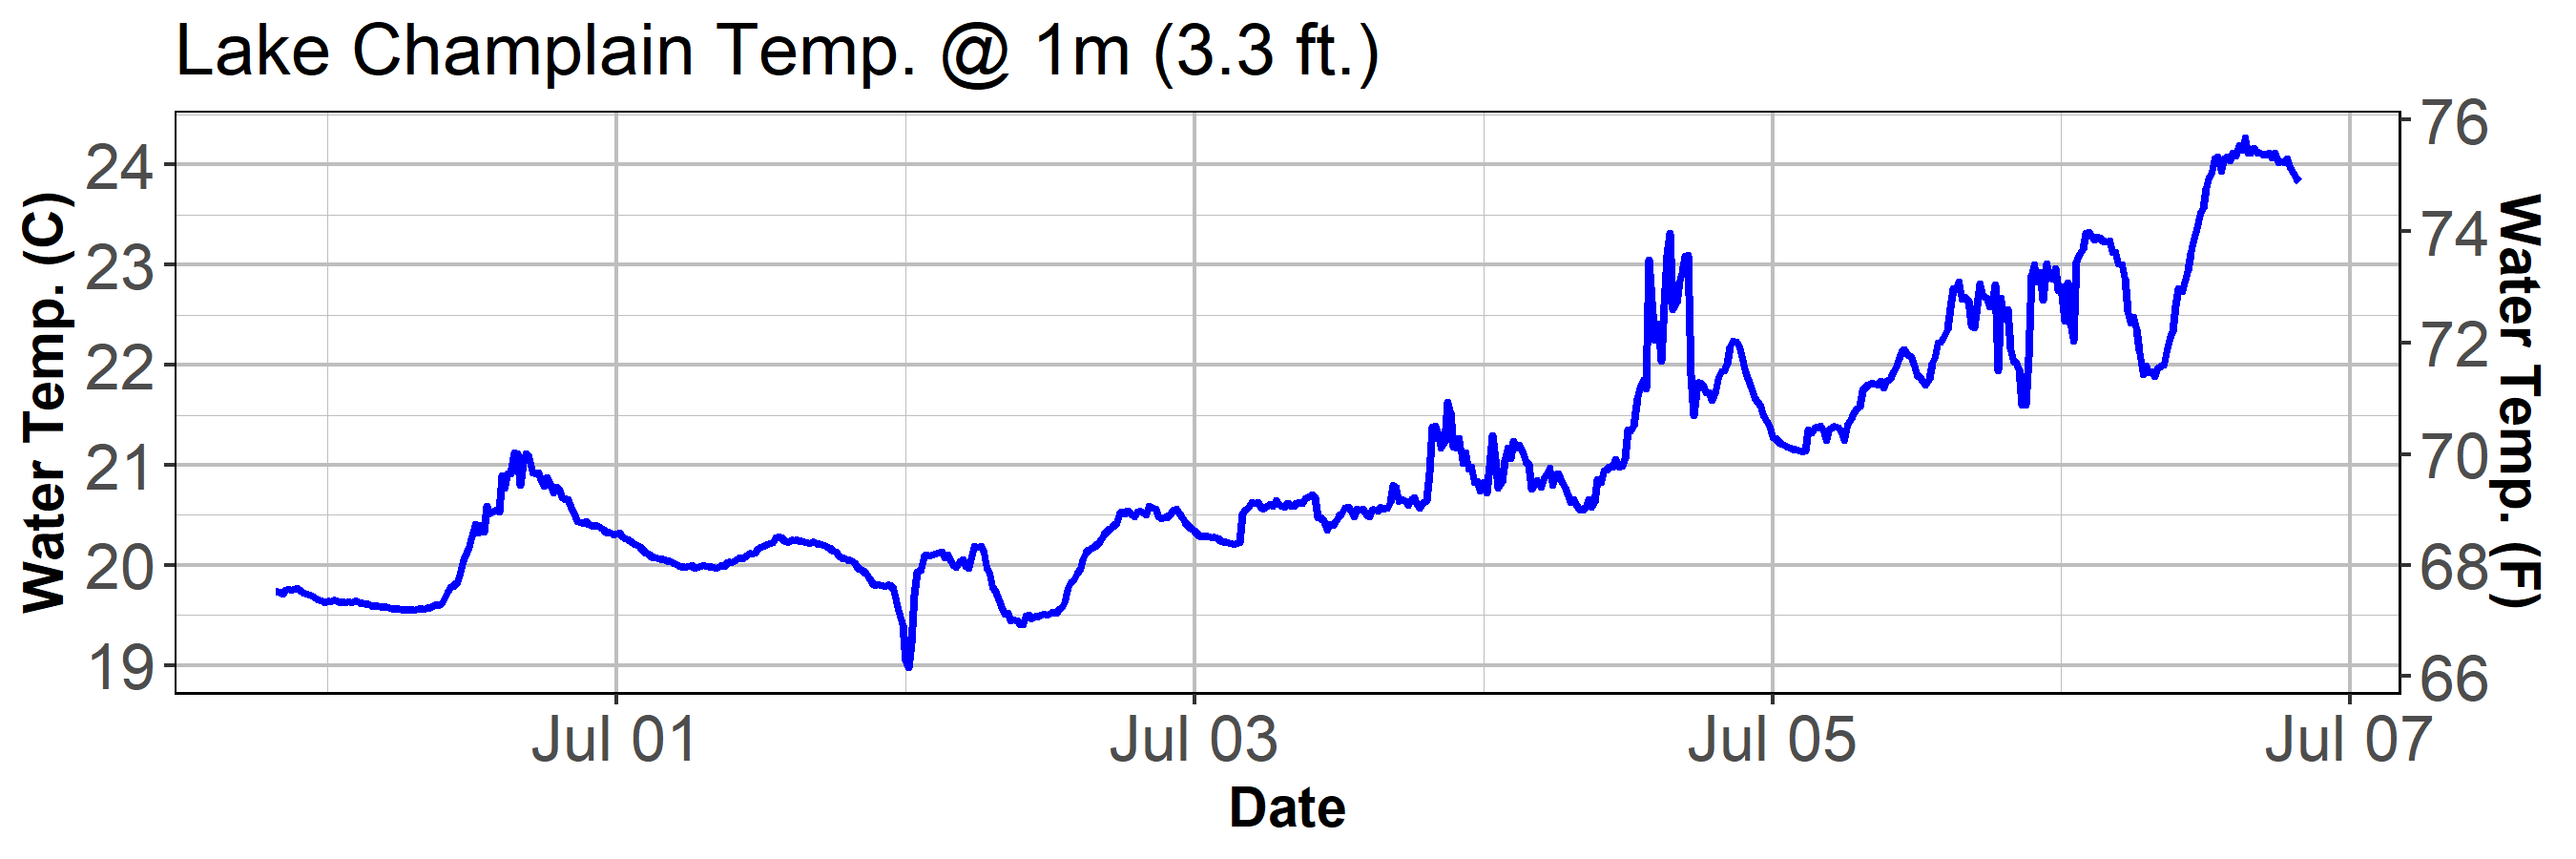 Lake Champlain Temp. @ 1m (3.3 ft.)
Water Temp. (C)
24
23
22
21
20
19
76
74
72
70
68
66
Water Temp. (F)
Jul 01
Jul 03
Jul 05
Jul 07
Date